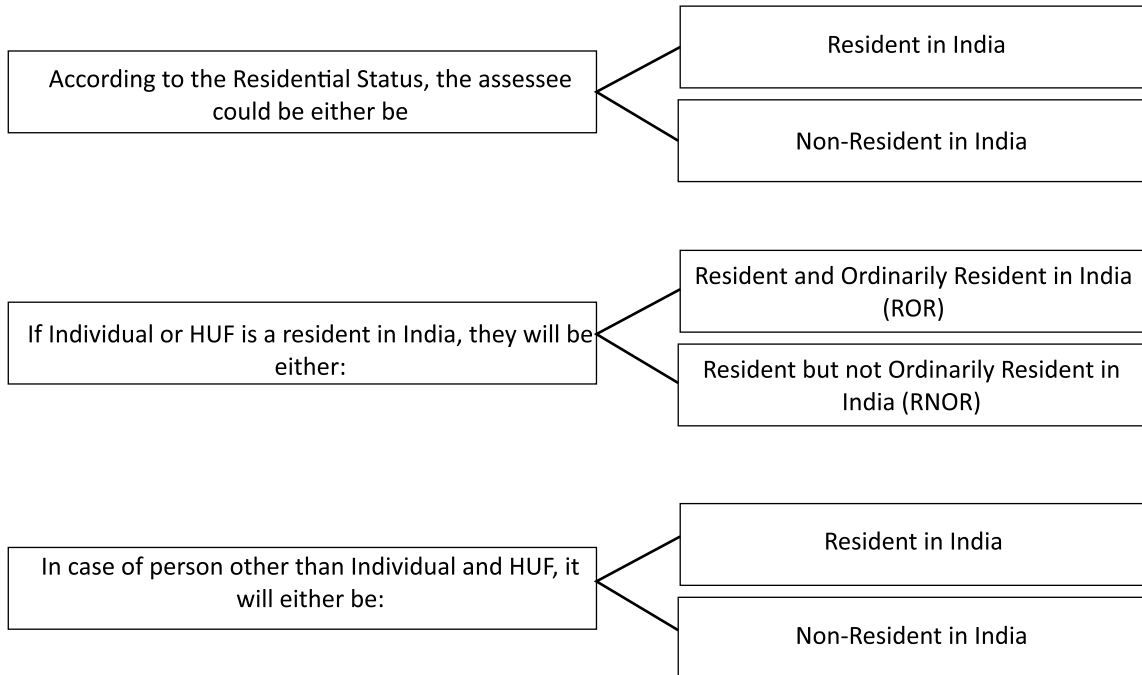 According to the Residential Status, the assessee
could be either be
Resident in India
Non-Resident in India
If Individual or HUF is a resident in India, they will be
either:
Resident and Ordinarily Resident in India
(ROR)
Resident but not Ordinarily Resident in
India (RNOR)
In case of person other than Individual and HUF, it
will either be:
Resident in India
Non-Resident in India